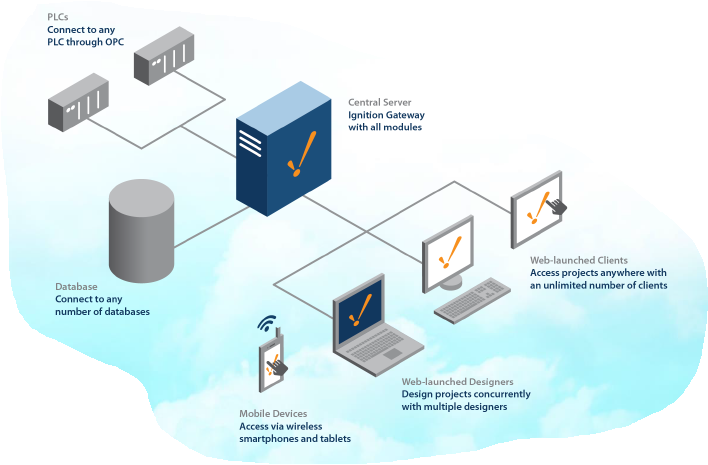 PLCs
Connect to any
PLC through OPC
Central Server
Ignition Gateway
with all modules
Web-launched Clients
Access projects anywhere with
an unlimited number of clients
Database
Connect to any
number of databases
Web-launched Designers
Design projects concurrently
with multiple designers
Mobile Devices
Access via wireless
smartphones and tablets